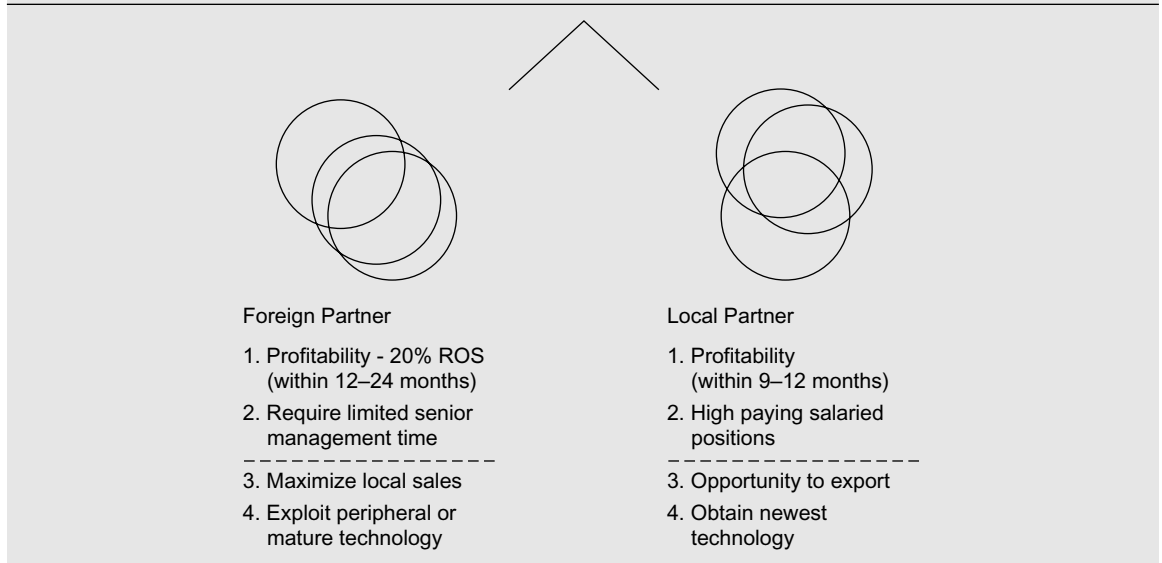 Foreign Partner
1. Profitability - 20% ROS
(within 12–24 months)
2. Require limited senior
management time
3. Maximize local sales
4. Exploit peripheral or
mature technology
Local Partner
1. Profitability
(within 9–12 months)
2. High paying salaried
positions
3. Opportunity to export
4. Obtain newest
technology